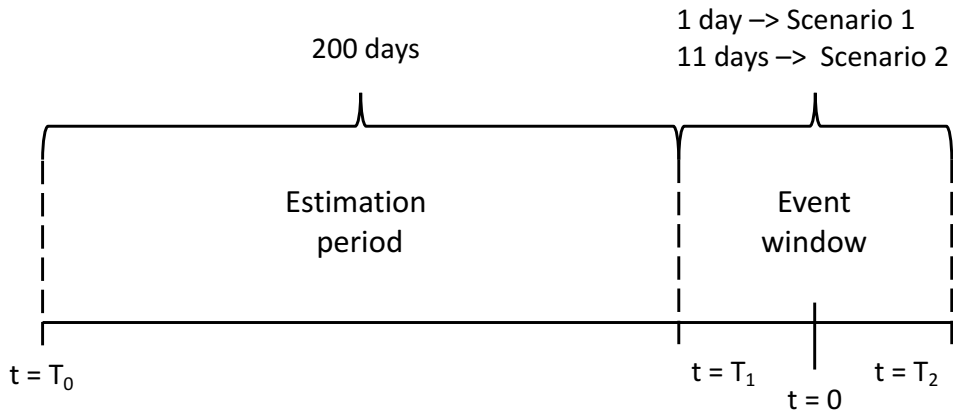 1 day –> Scenario 1
11 days –> Scenario 2
200 days
Estimation
period
Event
window
t = T₀
t = T₁
t = 0
t = T₂